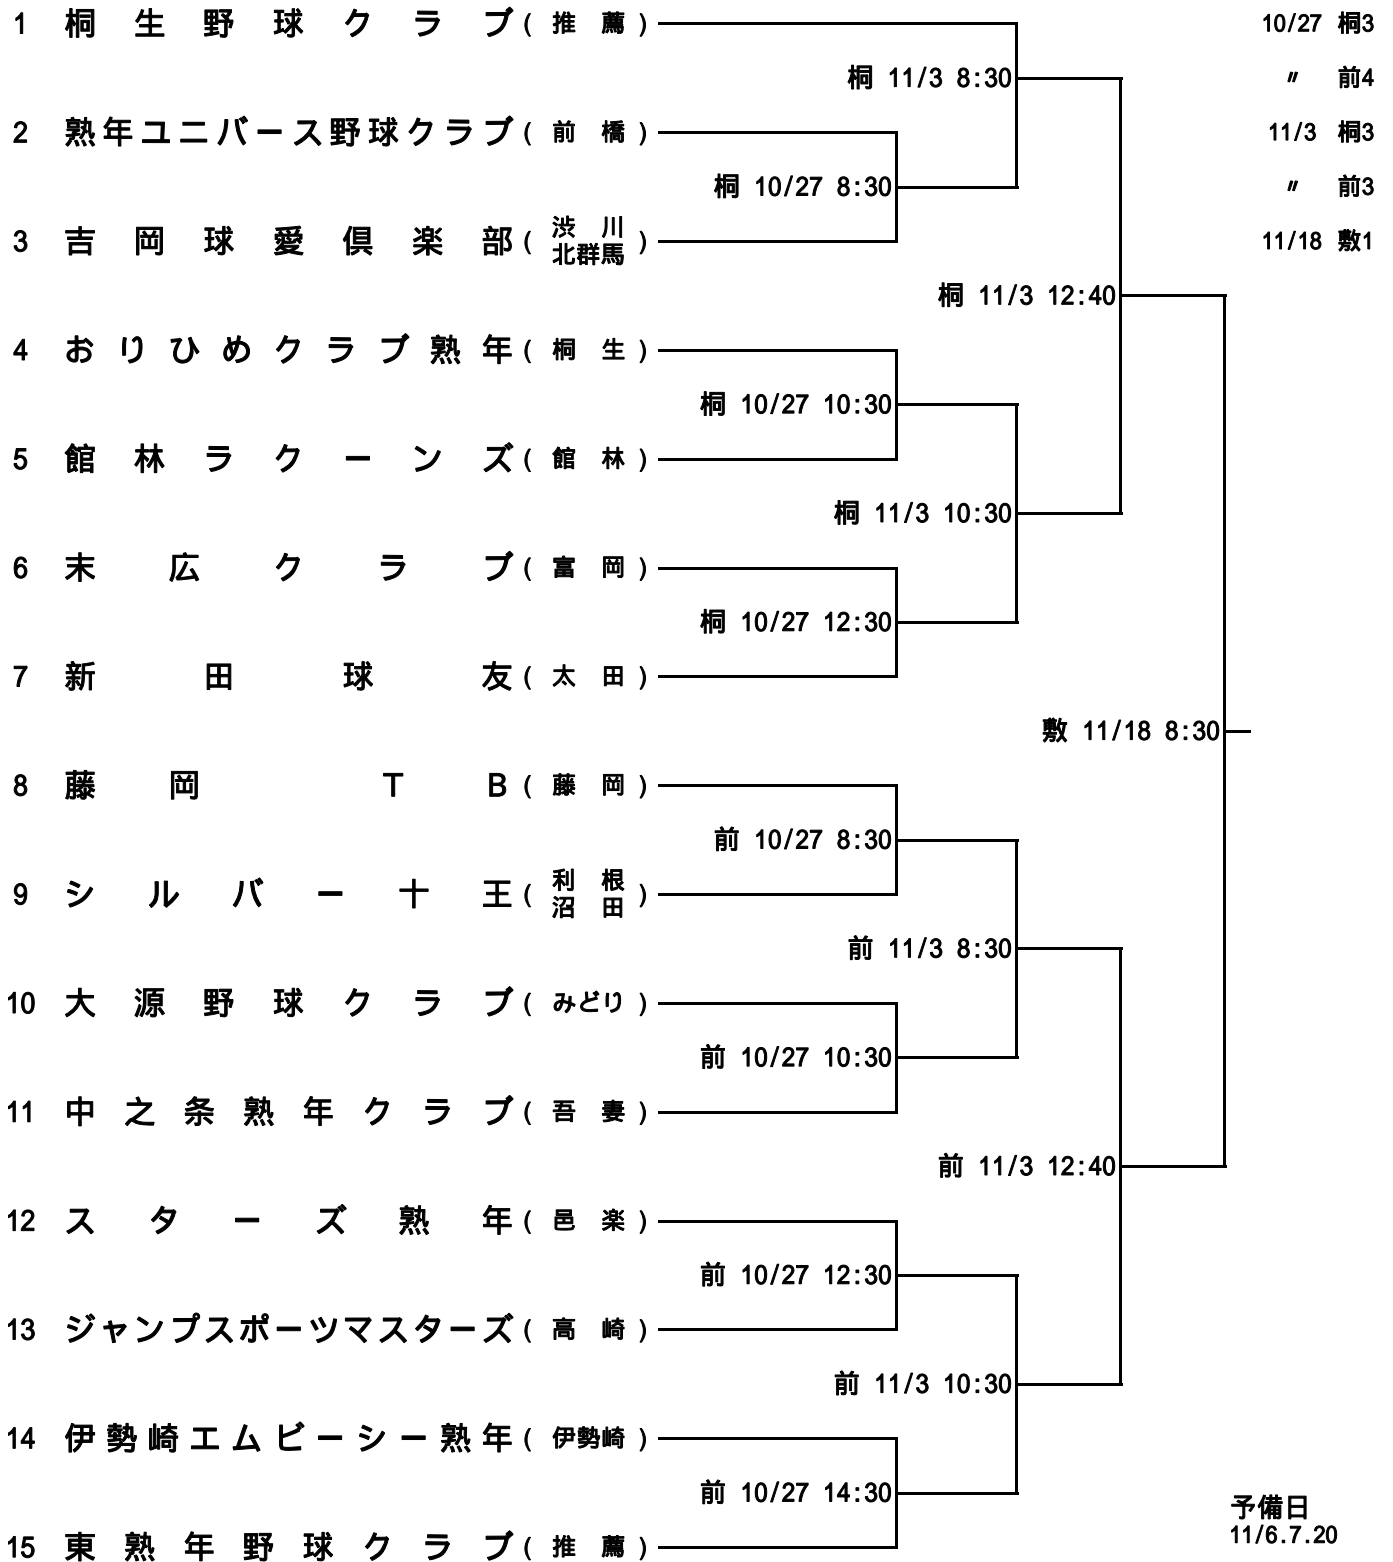 1 桐生野球クラブ(推薦) 10/27 桐3
桐 11/3 8:30 〃 前4
2 熟年ユニバース野球クラブ(前橋) 11/3 桐3
桐 10/27 8:30 〃 前3
3 吉岡球愛倶楽部(渋川北群馬) 11/18 敷1
桐 11/3 12:40
4 おりひめクラブ熟年(桐生)
桐 10/27 10:30
5 館林ラクーンズ(館林)
桐 11/3 10:30
6 末広クラブ(富岡)
桐 10/27 12:30
7 新田球友(太田)
敷 11/18 8:30
8 藤岡TB(藤岡)
前 10/27 8:30
9 シルバー十王(利根沼田)
前 11/3 8:30
10 大源野球クラブ(みどり)
前 10/27 10:30
11 中之条熟年クラブ(吾妻)
前 11/3 12:40
12 スターズ熟年(邑楽)
前 10/27 12:30
13 ジャンプスポーツマスターズ(高崎)
前 11/3 10:30
14 伊勢崎エムビーシー熟年(伊勢崎)
前 10/27 14:30
15 東熟年野球クラブ(推薦)
予備日
11/6.7.20